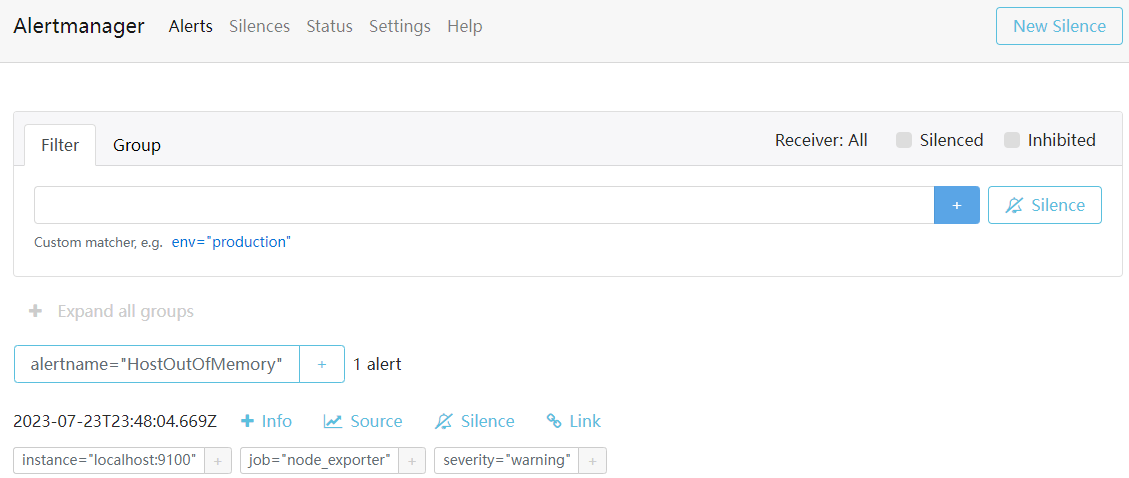 Alertmanager Alerts Silences Status Settings Help New Silence
Filter Group Receiver: All Silenced Inhibited
+ Silence
Custom matcher, e.g. env="production"
+ Expand all groups
alertname="HostOutOfMemory" + 1 alert
2023-07-23T23:48:04.669Z + Info Source Silence Link
instance="localhost:9100" + job="node_exporter" + severity="warning" +